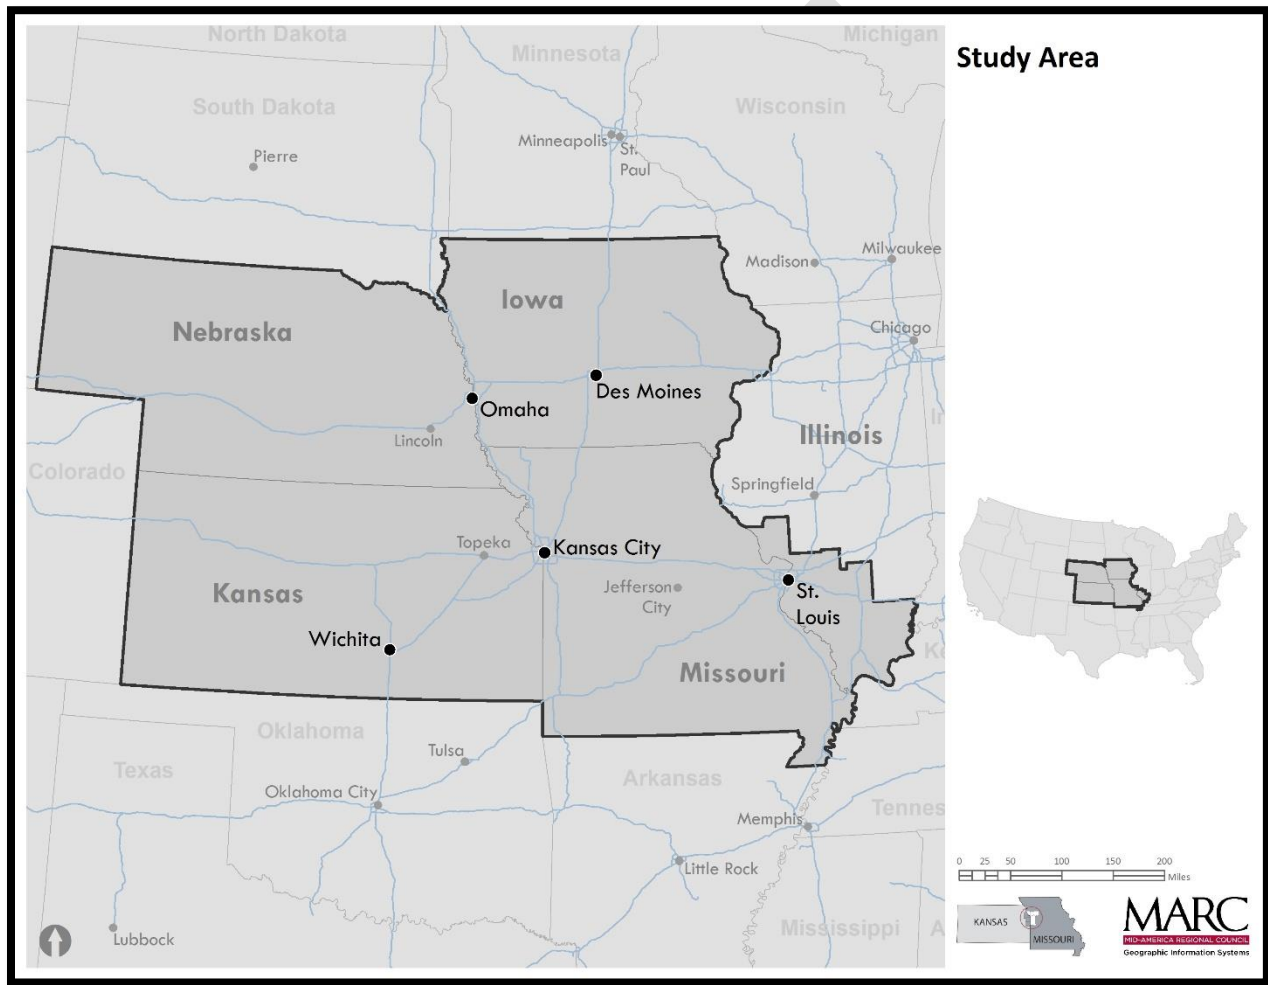 Study Area
North Dakota
Minnesota
Michigan
South Dakota
Wisconsin
Minneapolis
St.
Paul
Pierre
Milwaukee
Madison
Iowa
Nebraska
Chicago
Des Moines
Omaha
Illinois
Lincoln
In
Colorado
Springfield
Topeka
Kansas City
Jefferson
City
St.
Louis
Kansas
Wichita
Missouri
Ke
Oklahoma
Tulsa
Texas
Arkansas
Oklahoma City
Tennes
Memphis
Little Rock
Mississippi
A
Lubbock
0 25 50 100 150 200
Miles
KANSAS
MISSOURI
MARC
MID-AMERICA REGIONAL COUNCIL
Geographic Information Systems